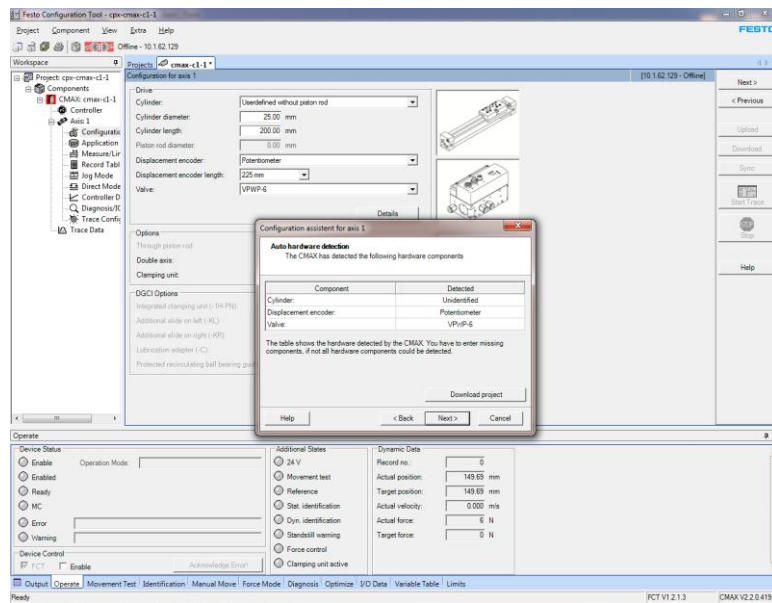 Festo Configuration Tool - cpx-cmax-c1-1
Project Component View Extra Help
FESTO
Offline - 10.1.62.129
Workspace
Projects cmax-c1-1 *
Project: cpx-cmax-c1-1
Components
CMAX: cmax-c1-1
Controller
Axis 1
Configuratic
Application
Measure/Lir
Record Tabl
Jog Mode
Direct Mode
Controller D
Diagnosis/IC
Trace Config
Trace Data
Configuration for axis 1 [10.1.62.129 - Offline]
Drive
Cylinder: Userdefined without piston rod
Cylinder diameter: 25.00 mm
Cylinder length: 200.00 mm
Piston rod diameter: 0.00 mm
Displacement encoder: Potentiometer
Displacement encoder length: 225 mm
Valve: VPWP-6
Details
Options
Through piston rod:
Double axis:
Clamping unit:
DGCI Options
Integrated clamping unit (-1H-PN):
Additional slide on left (-KL):
Additional slide on right (-KR):
Lubrication adapter (-C):
Protected recirculating ball bearing guid
Next >
< Previous
Upload
Download
Sync
Start Trace
STOP
Stop
Help
Configuration assistent for axis 1
Auto hardware detection
The CMAX has detected the following hardware components
Component Detected
Cylinder: Unidentified
Displacement encoder: Potentiometer
Valve: VPWP-6
The table shows the hardware detected by the CMAX. You have to enter missing
components, if not all hardware components could be detected.
Download project
Help < Back Next > Cancel
Operate
Device Status
Enable Operation Mode:
Enabled
Ready
MC
Error
Warning
Device Control
FCT Enable Acknowledge Error!
Additional States
24 V
Movement test
Reference
Stat. identification
Dyn. identification
Standstill warning
Force control
Clamping unit active
Dynamic Data
Record no.: 0
Actual position: 149.69 mm
Target position: 149.69 mm
Actual velocity: 0.000 m/s
Actual force: 6 N
Target force: 0 N
Output Operate Movement Test Identification Manual Move Force Mode Diagnosis Optimize I/O Data Variable Table Limits
Ready FCT V1.2.1.3 CMAX V2.2.0.419